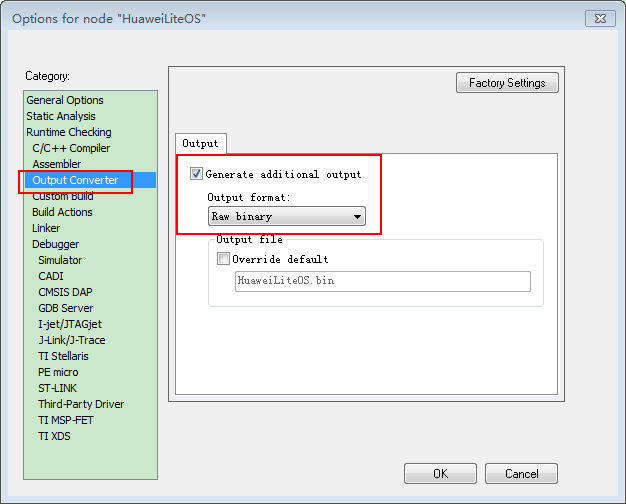 Options for node "HuaweiLiteOS"
Category:
General Options
Static Analysis
Runtime Checking
C/C++ Compiler
Assembler
Output Converter
Custom Build
Build Actions
Linker
Debugger
Simulator
CADI
CMSIS DAP
GDB Server
I-jet/JTAGjet
J-Link/J-Trace
TI Stellaris
PE micro
ST-LINK
Third-Party Driver
TI MSP-FET
TI XDS
Factory Settings
Output
Generate additional output
Output format:
Raw binary
Output file
Override default
HuaweiLiteOS.bin
OK
Cancel